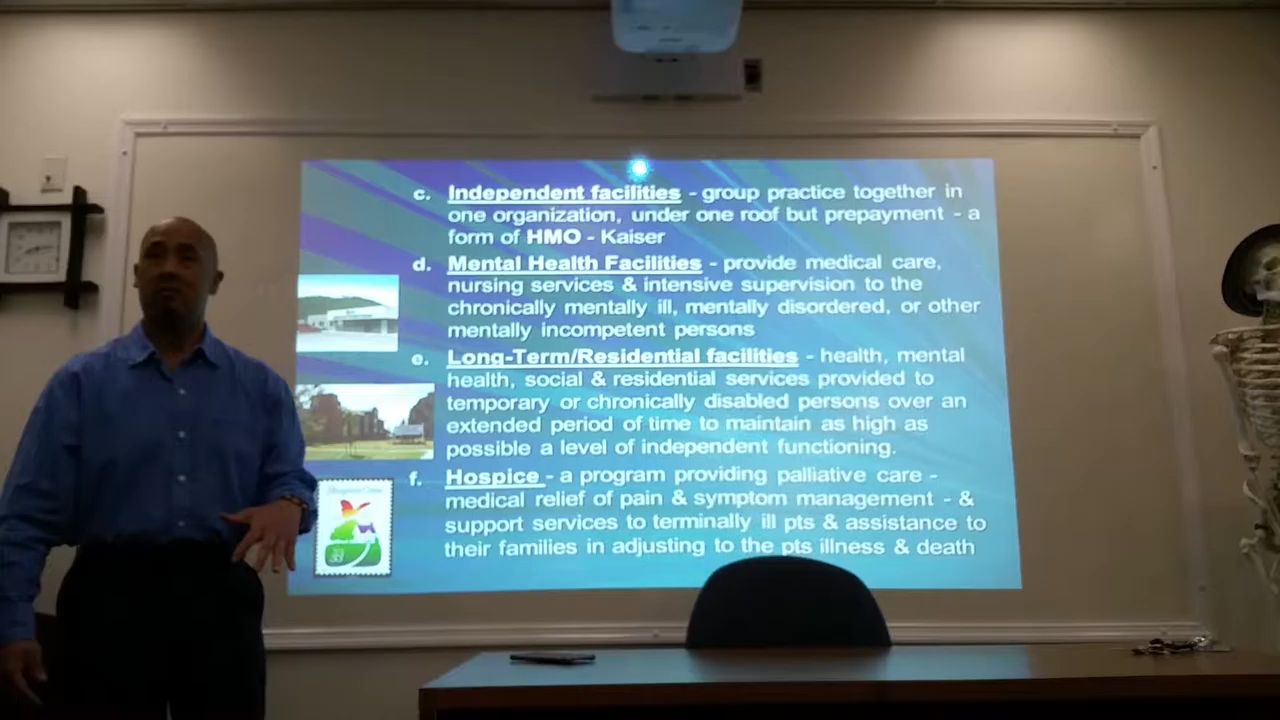 c. Independent facilities - group practice together in
one organization, under one roof but prepayment - a
form of HMO - Kaiser
d. Mental Health Facilities - provide medical care,
nursing services & intensive supervision to the
chronically mentally ill, mentally disordered, or other
mentally incompetent persons
e. Long-Term/Residential facilities - health, mental
health, social & residential services provided to
temporary or chronically disabled persons over an
extended period of time to maintain as high as
possible a level of independent functioning.
f. Hospice - a program providing palliative care -
medical relief of pain & symptom management - &
support services to terminally ill pts & assistance to
their families in adjusting to the pts illness & death